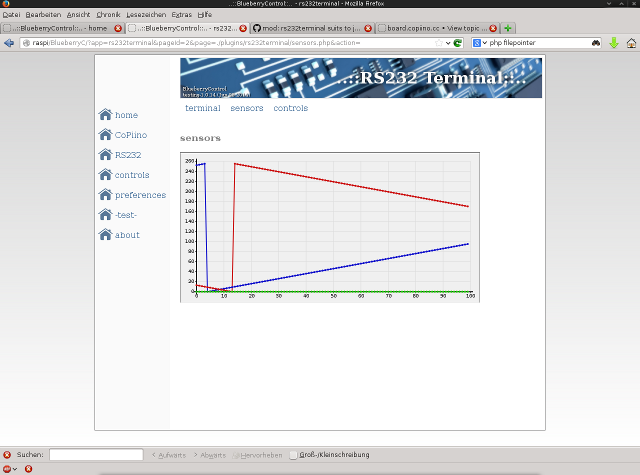 ..::BlueberryControl::.. - rs232terminal - Mozilla Firefox
Datei Bearbeiten Ansicht Chronik Lesezeichen Extras Hilfe
..::BlueberryControl::.. - home
..::BlueberryControl::.. - rs232...
mod: rs232terminal suits to j...
board.copiino.cc • View topic ...
raspi/BlueberryC/?app=rs232terminal&pageId=2&page=./plugins/rs232terminal/sensors.php&action=
php filepointer
..::RS232 Terminal::..
BlueberryControl
terminal sensors controls
home
CoPiino
RS232
controls
preferences
-test-
about
sensors
260
240
220
200
180
160
140
120
100
80
60
40
20
0
0 10 20 30 40 50 60 70 80 90 100
Suchen:
Aufwärts Abwärts Hervorheben Groß-/Kleinschreibung